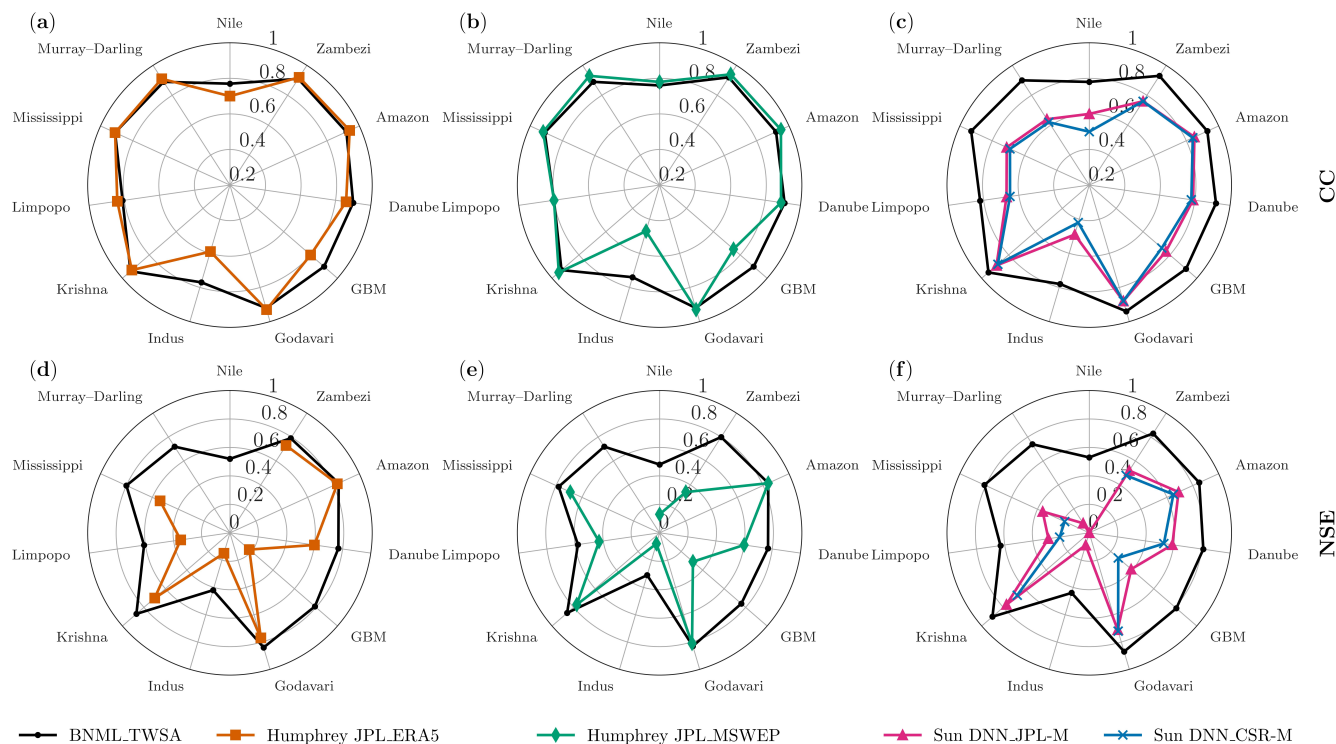 (a)
Nile
Zambezi
Amazon
Danube
GBM
Godavari
Indus
Krishna
Limpopo
Mississippi
Murray–Darling
1
0.8
0.6
0.4
0.2
(b)
Nile
Zambezi
Amazon
Danube
GBM
Godavari
Indus
Krishna
Limpopo
Mississippi
Murray–Darling
1
0.8
0.6
0.4
0.2
(c)
Nile
Zambezi
Amazon
Danube
GBM
Godavari
Indus
Krishna
Limpopo
Mississippi
Murray–Darling
1
0.8
0.6
0.4
0.2
CC
(d)
Nile
Zambezi
Amazon
Danube
GBM
Godavari
Indus
Krishna
Limpopo
Mississippi
Murray–Darling
1
0.8
0.6
0.4
0.2
0
(e)
Nile
Zambezi
Amazon
Danube
GBM
Godavari
Indus
Krishna
Limpopo
Mississippi
Murray–Darling
1
0.8
0.6
0.4
0.2
0
(f)
Nile
Zambezi
Amazon
Danube
GBM
Godavari
Indus
Krishna
Limpopo
Mississippi
Murray–Darling
1
0.8
0.6
0.4
0.2
0
NSE
BNML_TWSA
Humphrey JPL_ERA5
Humphrey JPL_MSWEP
Sun DNN_JPL-M
Sun DNN_CSR-M